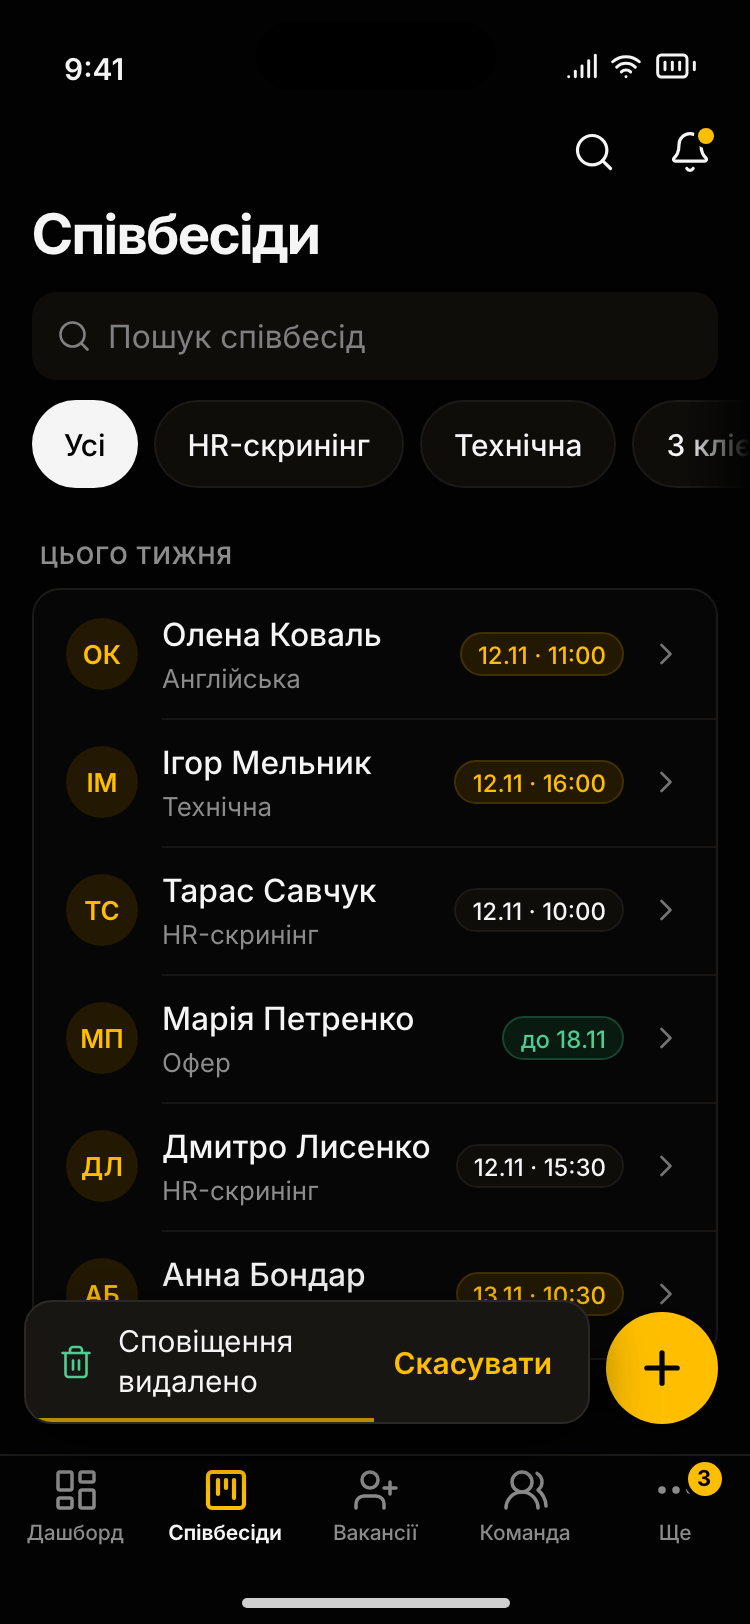 9:41
Співбесіди
Пошук співбесід
Усі
HR-скринінг
Технічна
З кліє
ЦЬОГО ТИЖНЯ
ОК
Олена Коваль
12.11 · 11:00
Англійська
ІМ
Ігор Мельник
12.11 · 16:00
Технічна
ТС
Тарас Савчук
12.11 · 10:00
HR-скринінг
МП
Марія Петренко
до 18.11
Офер
ДЛ
Дмитро Лисенко
12.11 · 15:30
HR-скринінг
АБ
Анна Бондар
13.11 · 10:30
Сповіщення
видалено
Скасувати
3
Дашборд
Співбесіди
Вакансії
Команда
Ще